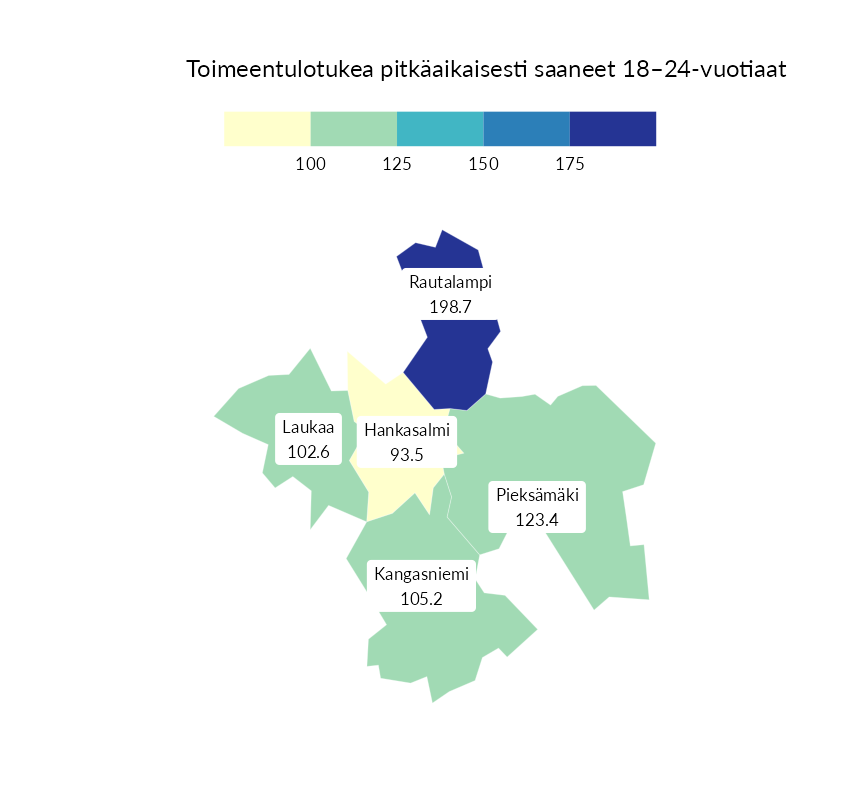 Toimeentulotukea pitkäaikaisesti saaneet 18–24-vuotiaat
100 125 150 175
Rautalampi
198.7
Laukaa
102.6
Hankasalmi
93.5
Pieksämäki
123.4
Kangasniemi
105.2